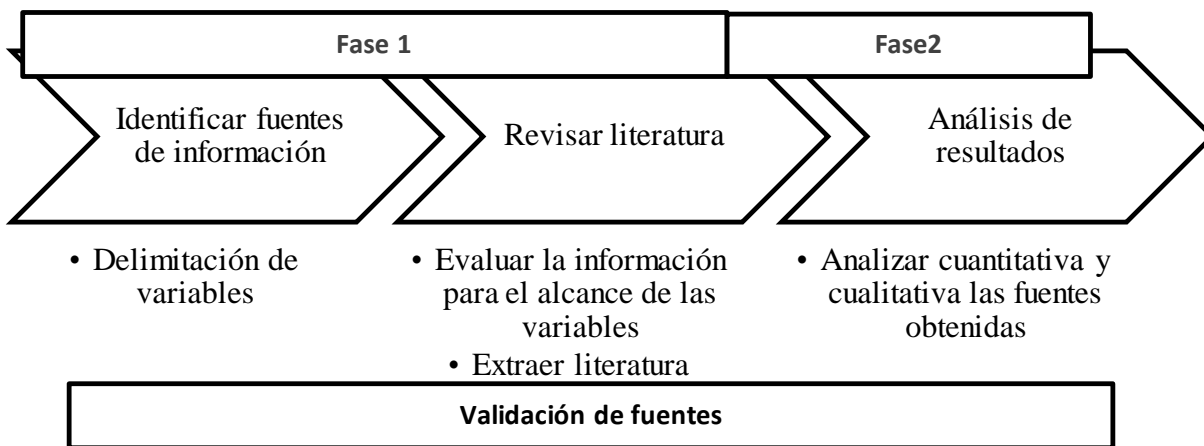 Fase 1
Fase2
Identificar fuentes
de información
Revisar literatura
Análisis de
resultados
• Delimitación de
variables
• Evaluar la información
para el alcance de las
variables
• Extraer literatura
• Analizar cuantitativa y
cualitativa las fuentes
obtenidas
Validación de fuentes